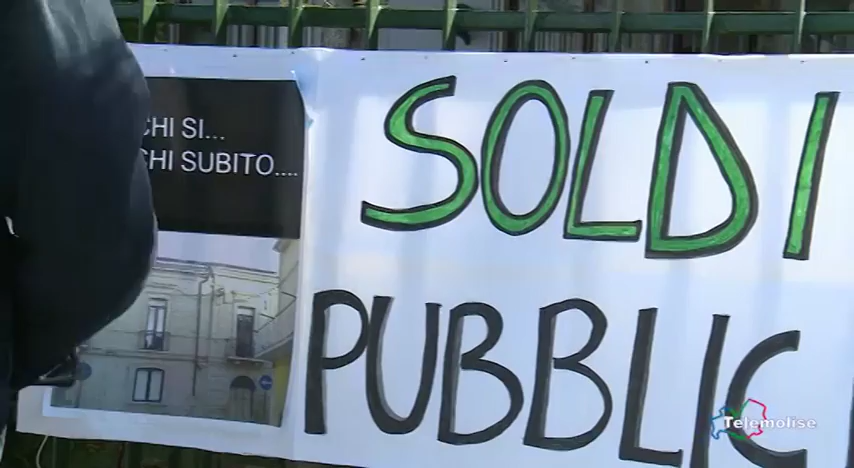 CHI SI...
CHI SUBITO....
SOLDI
PUBBLIC
Telemolise